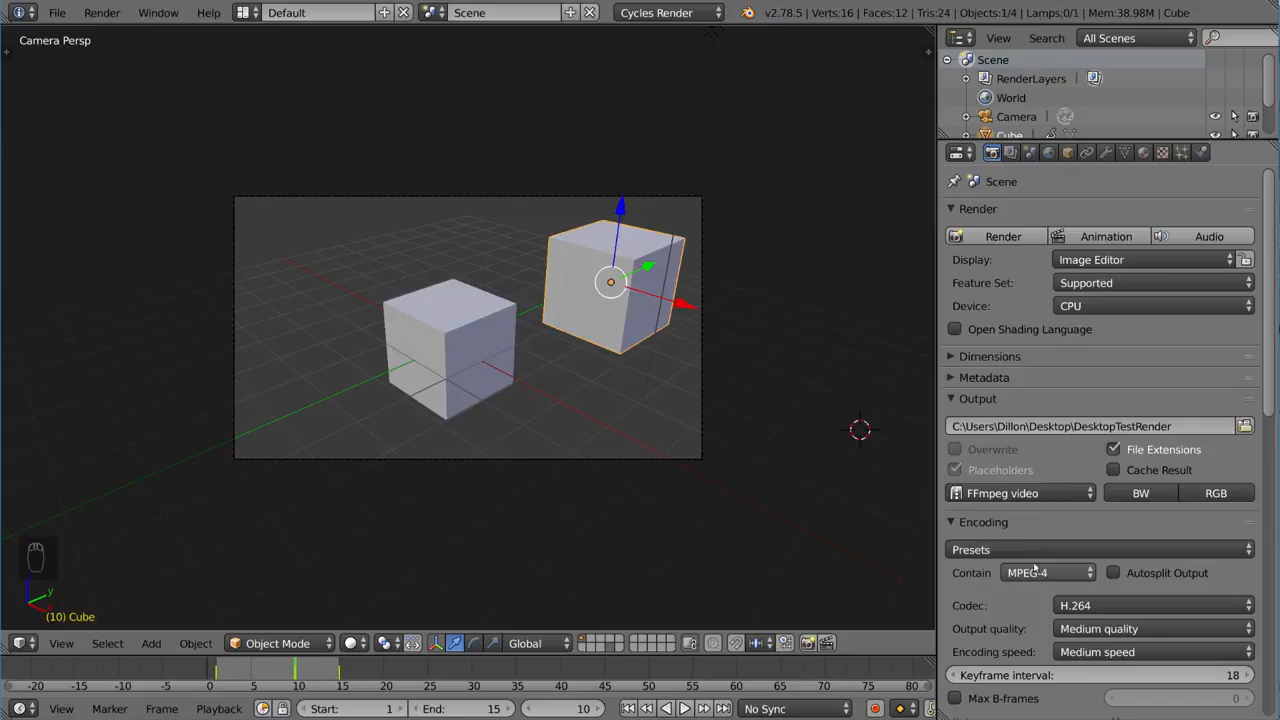 File Render Window Help Default Scene Cycles Render v2.78.5 | Verts:16 | Faces:12 | Tris:24 | Objects:1/4 | Lamps:0/1 | Mem:38.98M | Cube
Camera Persp
View Search All Scenes
Scene
RenderLayers
World
Camera
Cube
Scene
Render
Render Animation Audio
Display: Image Editor
Feature Set: Supported
Device: CPU
Open Shading Language
Dimensions
Metadata
Output
C:\Users\Dillon\Desktop\DesktopTestRender
Overwrite File Extensions
Placeholders Cache Result
FFmpeg video BW RGB
Encoding
Presets
Contain MPEG-4 Autosplit Output
Codec: H.264
Output quality: Medium quality
Encoding speed: Medium speed
Keyframe interval: 18
Max B-frames 0
z
y
(10) Cube
View Select Add Object Object Mode Global
-20 -15 -10 -5 0 5 10 15 20 25 30 35 40 45 50 55 60 65 70 75 80
View Marker Frame Playback Start: 1 End: 15 10 No Sync